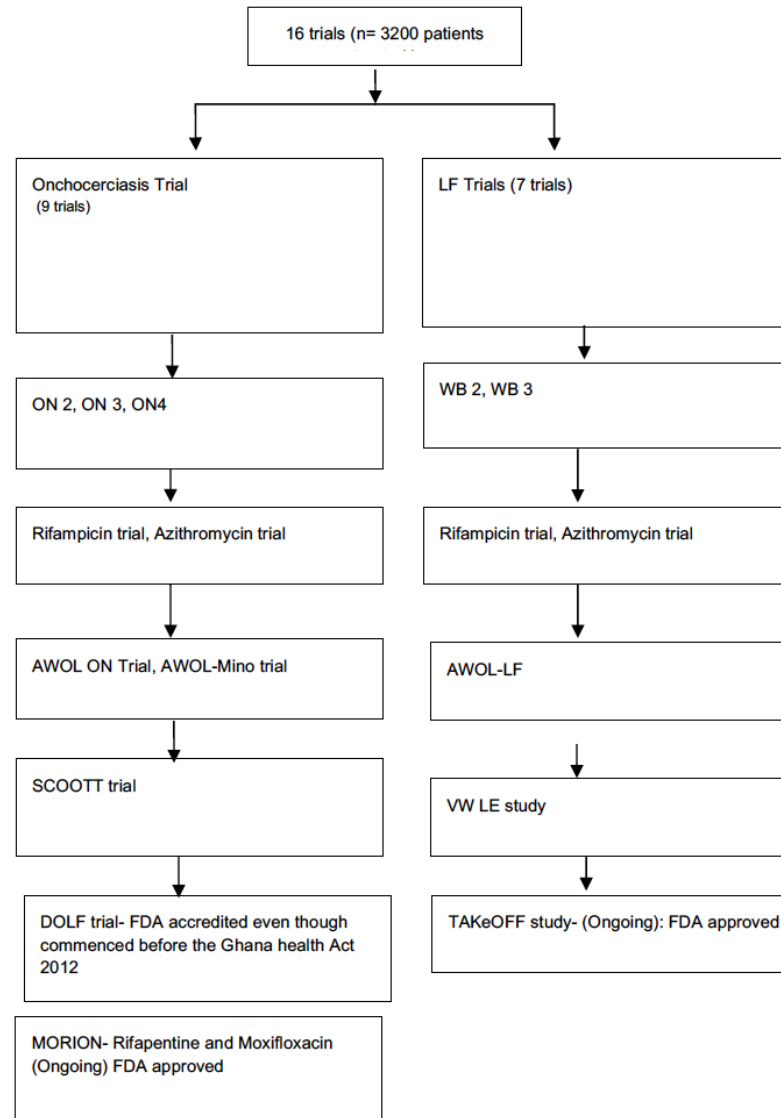 16 trials (n= 3200 patients
Onchocerciasis Trial
(9 trials)
LF Trials (7 trials)
ON 2, ON 3, ON4
WB 2, WB 3
Rifampicin trial, Azithromycin trial
Rifampicin trial, Azithromycin trial
AWOL ON Trial, AWOL-Mino trial
AWOL-LF
SCOOTT trial
VW LE study
DOLF trial- FDA accredited even though
commenced before the Ghana health Act
2012
TAKeOFF study- (Ongoing): FDA approved
MORION- Rifapentine and Moxifloxacin
(Ongoing) FDA approved